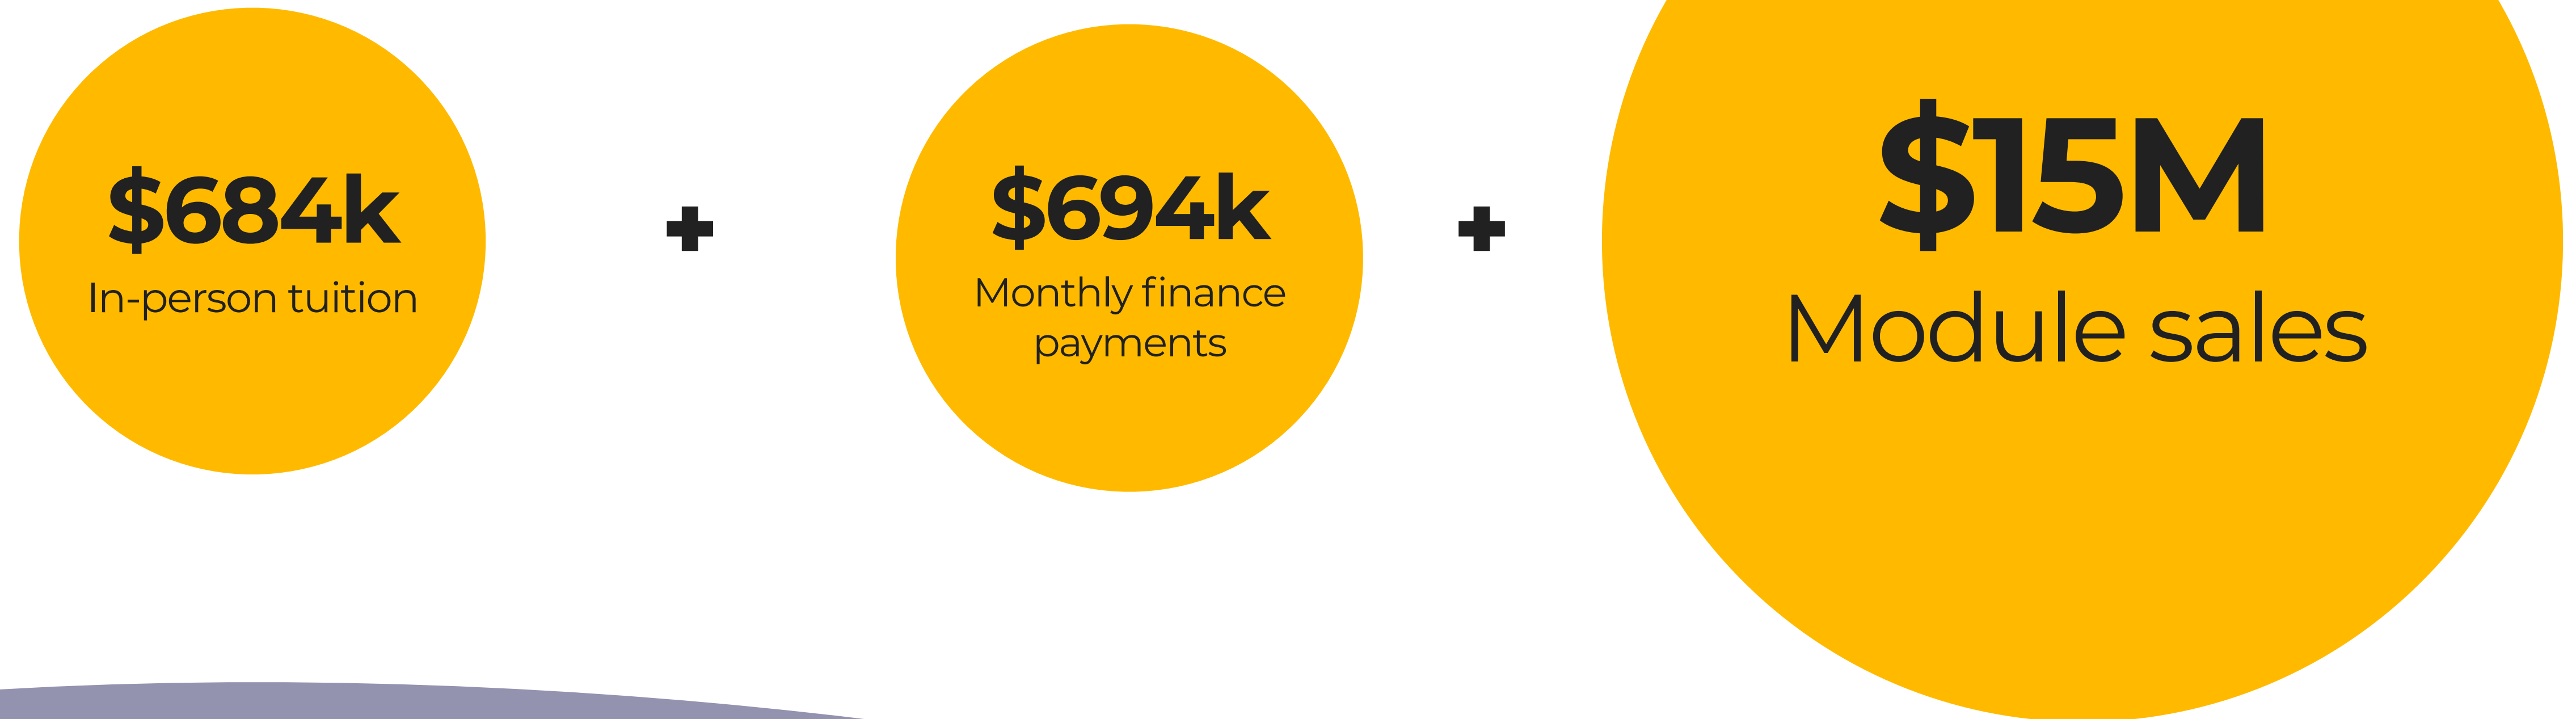 $684k
In-person tuition
+
$694k
Monthly finance
payments
+
$15M
Module sales